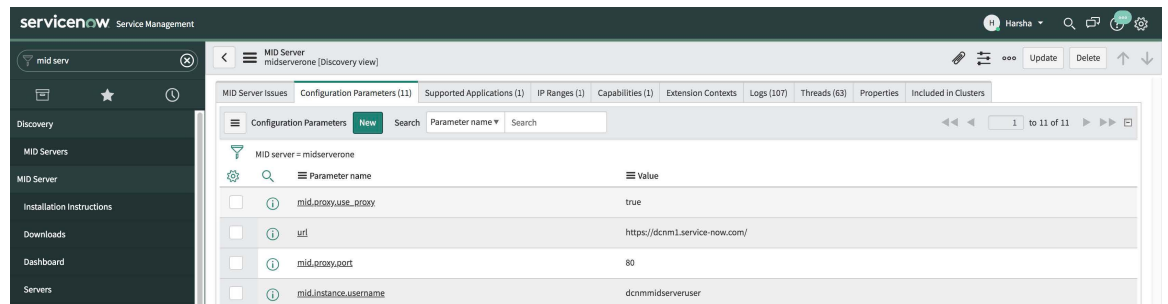 servicenow Service Management
Harsha
mid serv
MID Server
midserverone [Discovery view]
Update
Delete
MID Server Issues
Configuration Parameters (11)
Supported Applications (1)
IP Ranges (1)
Capabilities (1)
Extension Contexts
Logs (107)
Threads (63)
Properties
Included in Clusters
Discovery
Configuration Parameters New Search Parameter name Search
1 to 11 of 11
MID Servers
MID server = midserverone
MID Server
Parameter name Value
Installation Instructions
mid.proxy.use_proxy true
url https://dcnm1.service-now.com/
Downloads
Dashboard
mid.proxy.port 80
Servers
mid.instance.username dcnmmidserveruser